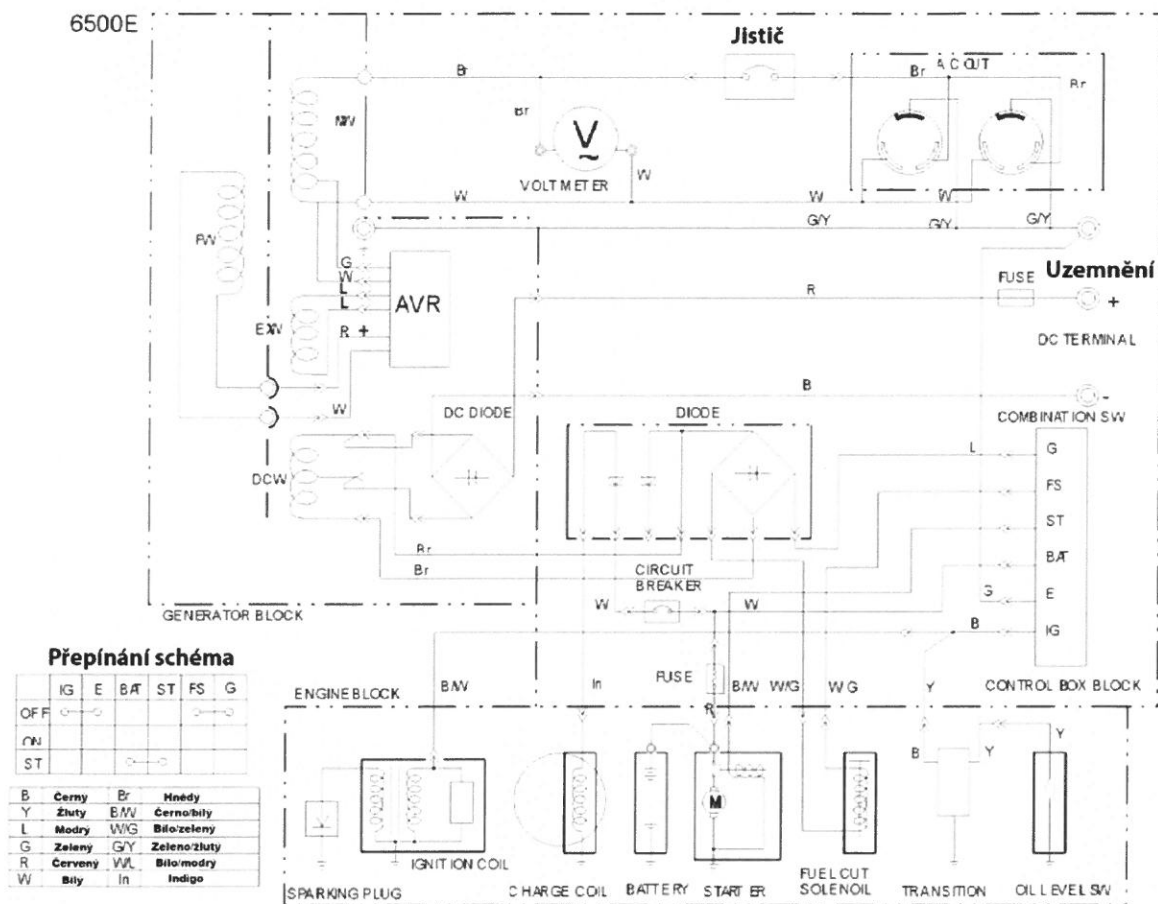 6500E
Jistič
Br
Br
A.C OUT
Br
MW
Br
V
~
VOLTMETER
W
FW
W
W
W
G/Y
G/Y
G/Y
G
W
L
L
R +
AVR
R
FUSE
Uzemnění
+
DC TERMINAL
EXW
W
B
-
DC DIODE
DIODE
COMBINATION SW
DCW
L
G
FS
ST
BAT
E
IG
Br
Br
CIRCUIT
BREAKER
W
W
G
B
GENERATOR BLOCK
Přepínání schéma
IG E BAT ST FS G
OFF
ON
ST
ENGINE BLOCK
B/W
In
FUSE
R
B/W
W/G
W G
Y
CONTROL BOX BLOCK
B
Y
Y
M
B Černý Br Hnědý
Y Žlutý B/W Černo/bílý
L Modrý W/G Bílo/zelený
G Zelený G/Y Zeleno/žlutý
R Červený W/L Bílo/modrý
W Bílý In Indigo
IGNITION COIL
SPARKING PLUG
CHARGE COIL
BATTERY
STARTER
FUEL CUT
SOLENOIL
TRANSITION
OIL LEVEL SW